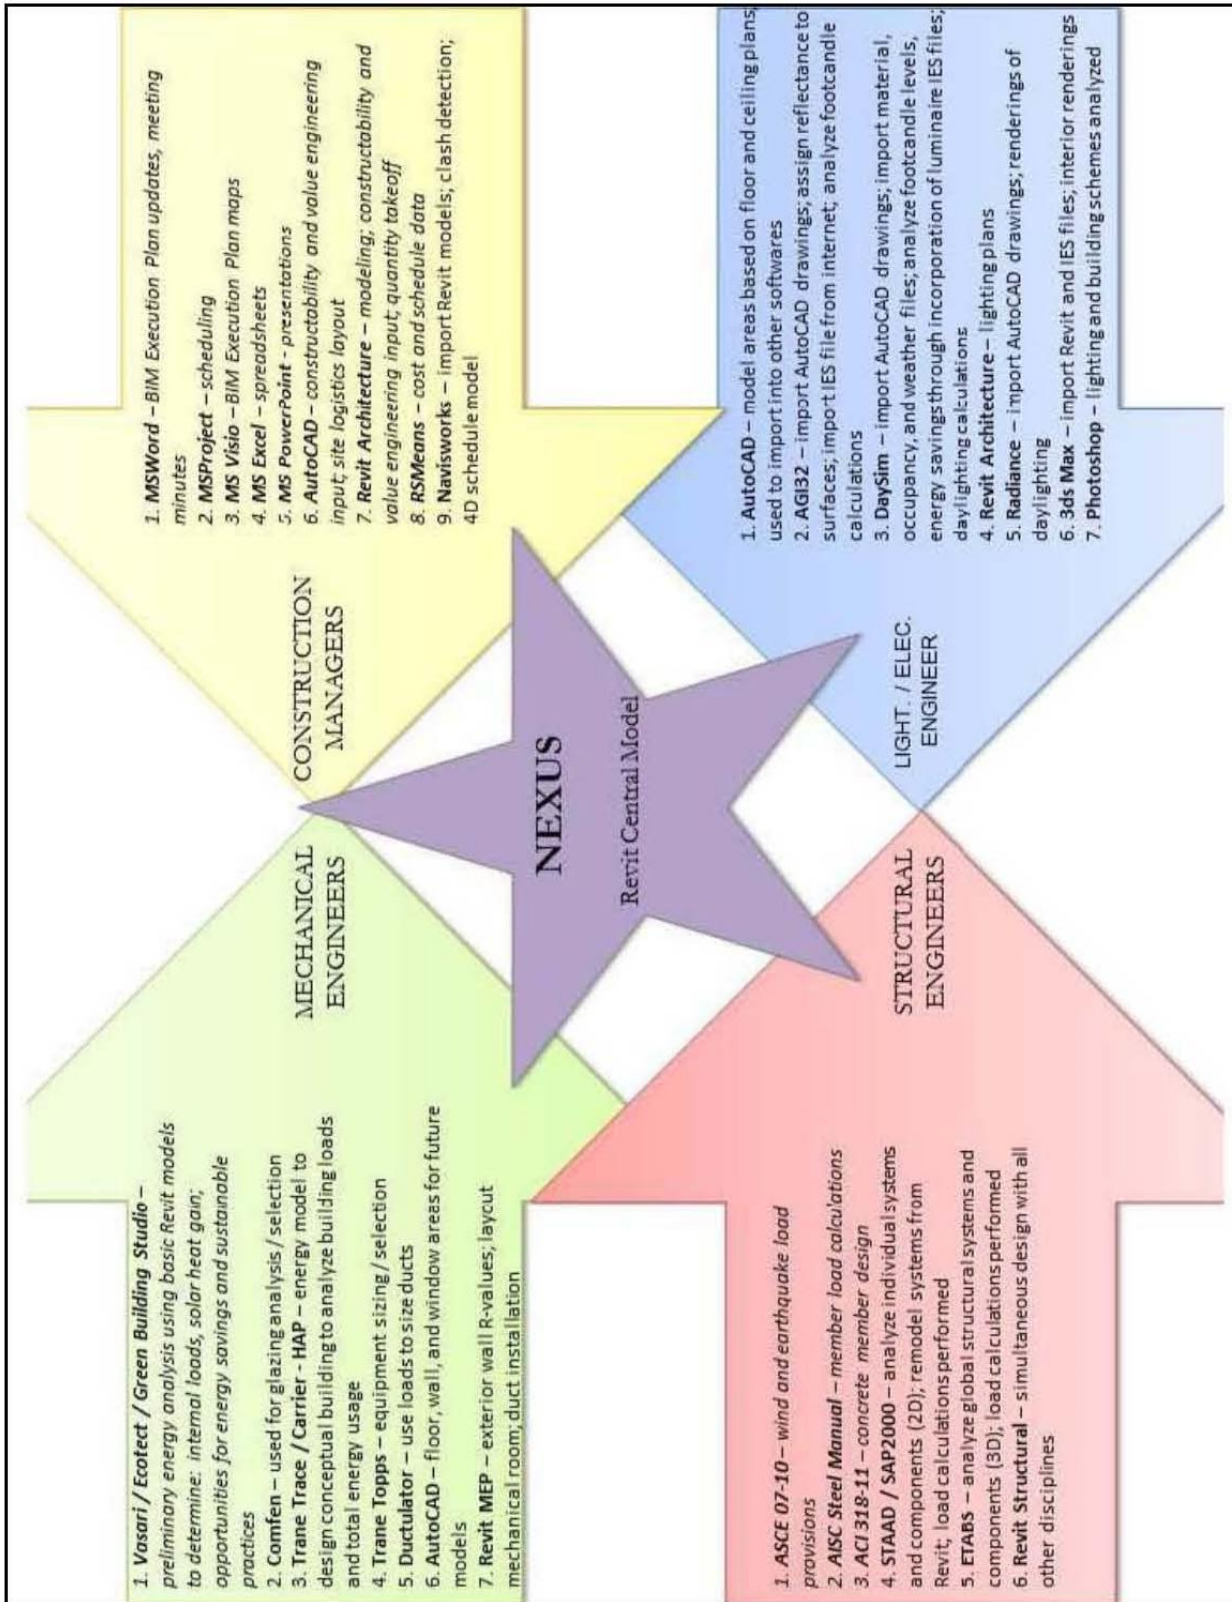 1. Vasari / Ecotect / Green Building Studio –
preliminary energy analysis using basic Revit models
to determine: internal loads, solar heat gain;
opportunities for energy savings and sustainable
practices
2. Comfen – used for glazing analysis / selection
3. Trane Trace / Carrier - HAP – energy model to
design conceptual building to analyze building loads
and total energy usage
4. Trane Topps – equipment sizing / selection
5. Ductulator – use loads to size ducts
6. AutoCAD – floor, wall, and window areas for future
models
7. Revit MEP – exterior wall R-values; layout
mechanical room; duct installation
MECHANICAL
ENGINEERS
CONSTRUCTION
MANAGERS
1. MSWord – BIM Execution Plan updates, meeting
minutes
2. MSProject – scheduling
3. MS Visio – BIM Execution Plan maps
4. MS Excel – spreadsheets
5. MS PowerPoint - presentations
6. AutoCAD – constructability and value engineering
input; site logistics layout
7. Revit Architecture – modeling; constructability and
value engineering input; quantity takeoff
8. RSMeans – cost and schedule data
9. Navisworks – import Revit models; clash detection;
4D schedule model
NEXUS
Revit Central Model
1. ASCE 07-10 – wind and earthquake load
provisions
2. AISC Steel Manual – member load calculations
3. ACI 318-11 – concrete member design
4. STAAD / SAP2000 – analyze individual systems
and components (2D); remodel systems from
Revit; load calculations performed
5. ETABS – analyze global structural systems and
components (3D); load calculations performed
6. Revit Structural – simultaneous design with all
other disciplines
STRUCTURAL
ENGINEERS
LIGHT. / ELEC.
ENGINEER
1. AutoCAD – model areas based on floor and ceiling plans;
used to import into other softwares
2. AGI32 – import AutoCAD drawings; assign reflectance to
surfaces; import IES file from internet; analyze footcandle
calculations
3. DaySim – import AutoCAD drawings; import material,
occupancy, and weather files; analyze footcandle levels,
energy savings through incorporation of luminaire IES files;
daylighting calculations
4. Revit Architecture – lighting plans
5. Radiance – import AutoCAD drawings; renderings of
daylighting
6. 3ds Max – import Revit and IES files; interior renderings
7. Photoshop – lighting and building schemes analyzed